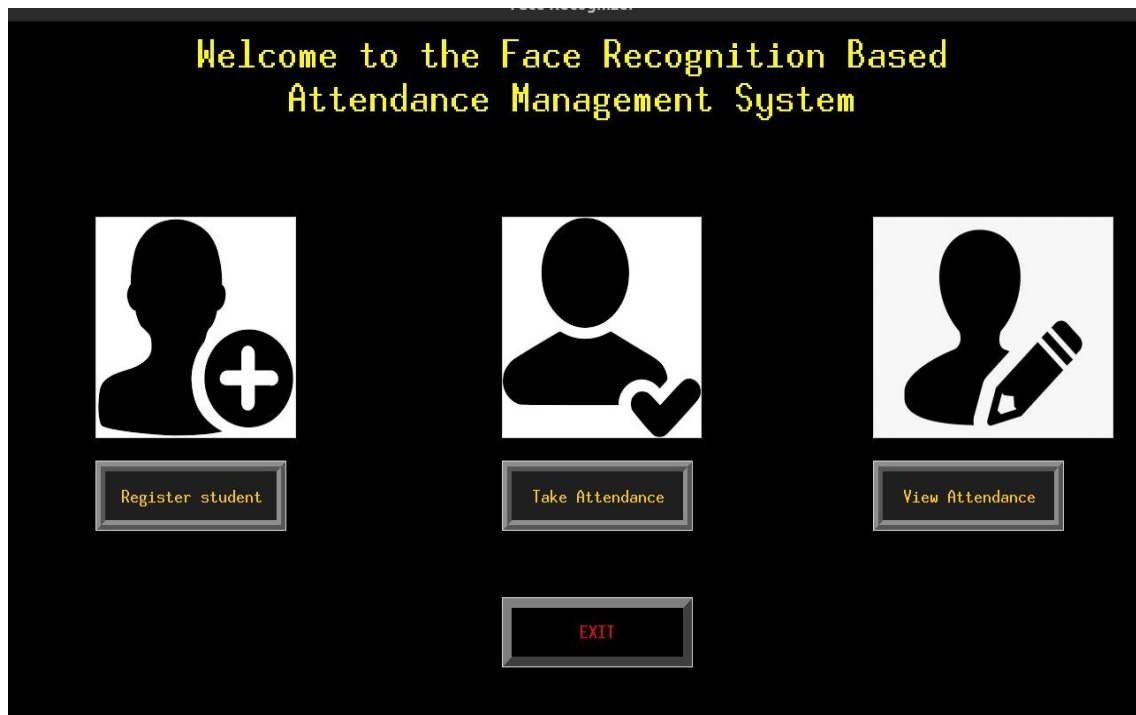 Welcome to the Face Recognition Based
Attendance Management System
Register student
Take Attendance
View Attendance
EXIT